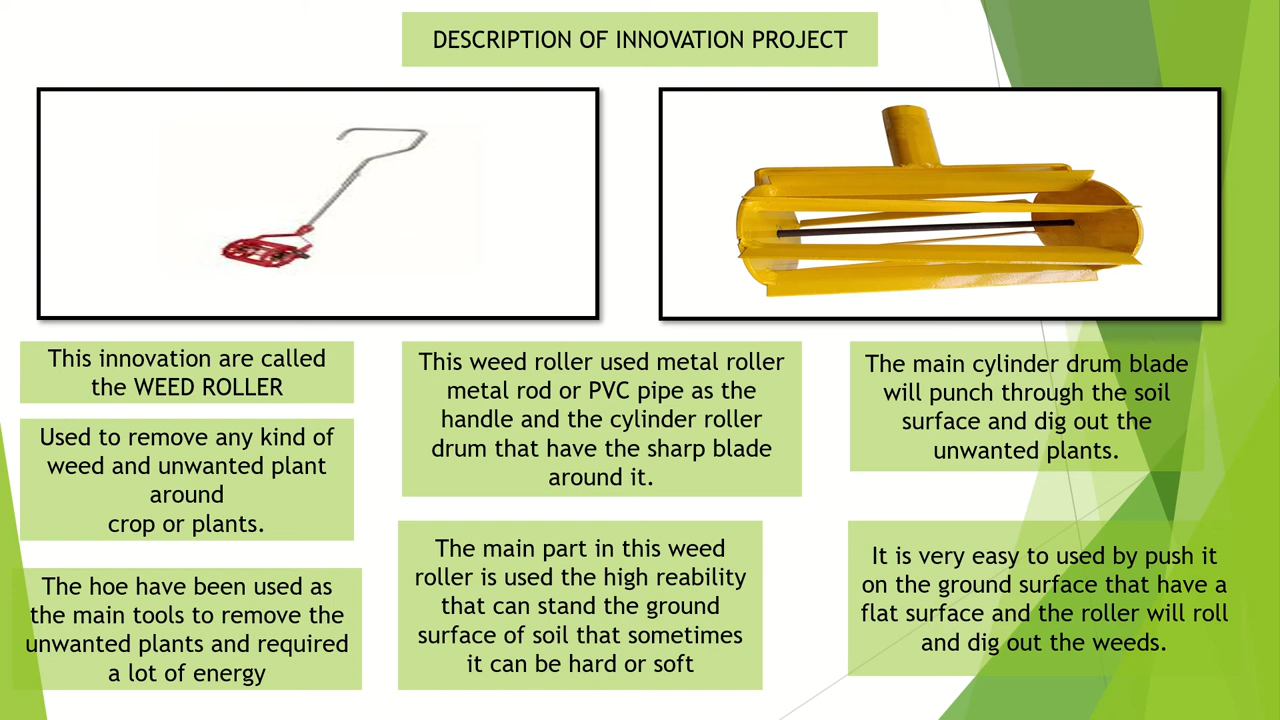 DESCRIPTION OF INNOVATION PROJECT
This innovation are called
the WEED ROLLER
Used to remove any kind of
weed and unwanted plant
around
crop or plants.
The hoe have been used as
the main tools to remove the
unwanted plants and required
a lot of energy
This weed roller used metal roller
metal rod or PVC pipe as the
handle and the cylinder roller
drum that have the sharp blade
around it.
The main part in this weed
roller is used the high reability
that can stand the ground
surface of soil that sometimes
it can be hard or soft
The main cylinder drum blade
will punch through the soil
surface and dig out the
unwanted plants.
It is very easy to used by push it
on the ground surface that have a
flat surface and the roller will roll
and dig out the weeds.